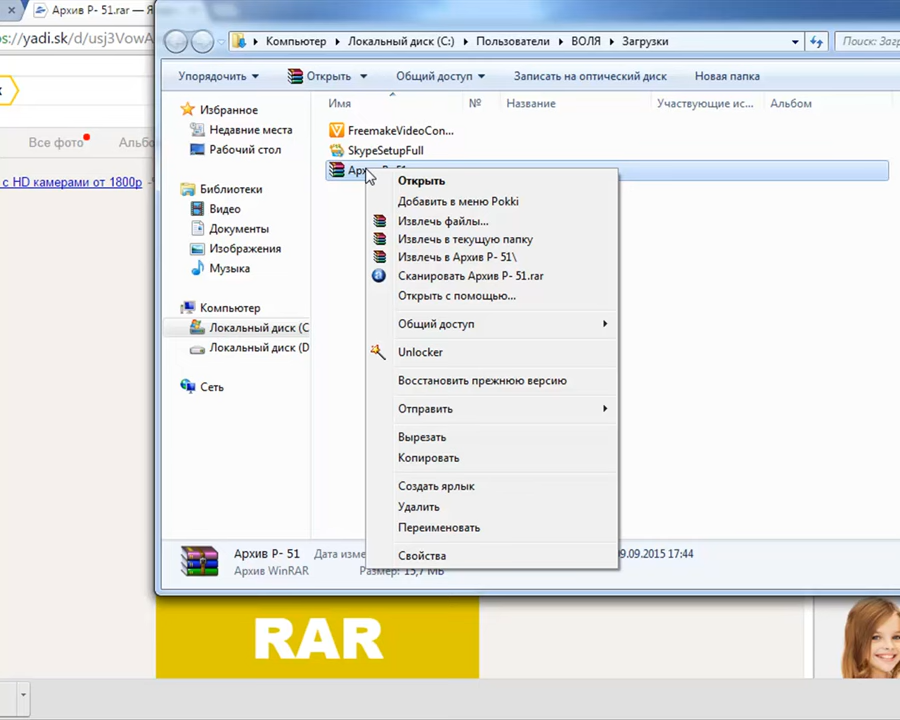 Архив Р- 51.rar — Я
s://yadi.sk/d/usj3VowA
Все фото
Альбо
с HD камерами от 1800р
Компьютер
Локальный диск (C:)
Пользователи
ВОЛЯ
Загрузки
Поиск: Загр
Упорядочить
Открыть
Общий доступ
Записать на оптический диск
Новая папка
Избранное
Недавние места
Рабочий стол
Библиотеки
Видео
Документы
Изображения
Музыка
Компьютер
Локальный диск (C
Локальный диск (D
Сеть
Имя
№
Название
Участвующие ис...
Альбом
FreemakeVideoCon...
SkypeSetupFull
Открыть
Добавить в меню Pokki
Извлечь файлы...
Извлечь в текущую папку
Извлечь в Архив Р- 51\
Сканировать Архив Р- 51.rar
Открыть с помощью...
Общий доступ
Unlocker
Восстановить прежнюю версию
Отправить
Вырезать
Копировать
Создать ярлык
Удалить
Переименовать
Свойства
Архив Р- 51
Дата изме
09.09.2015 17:44
Архив WinRAR
Размер: 15,7 МБ
RAR